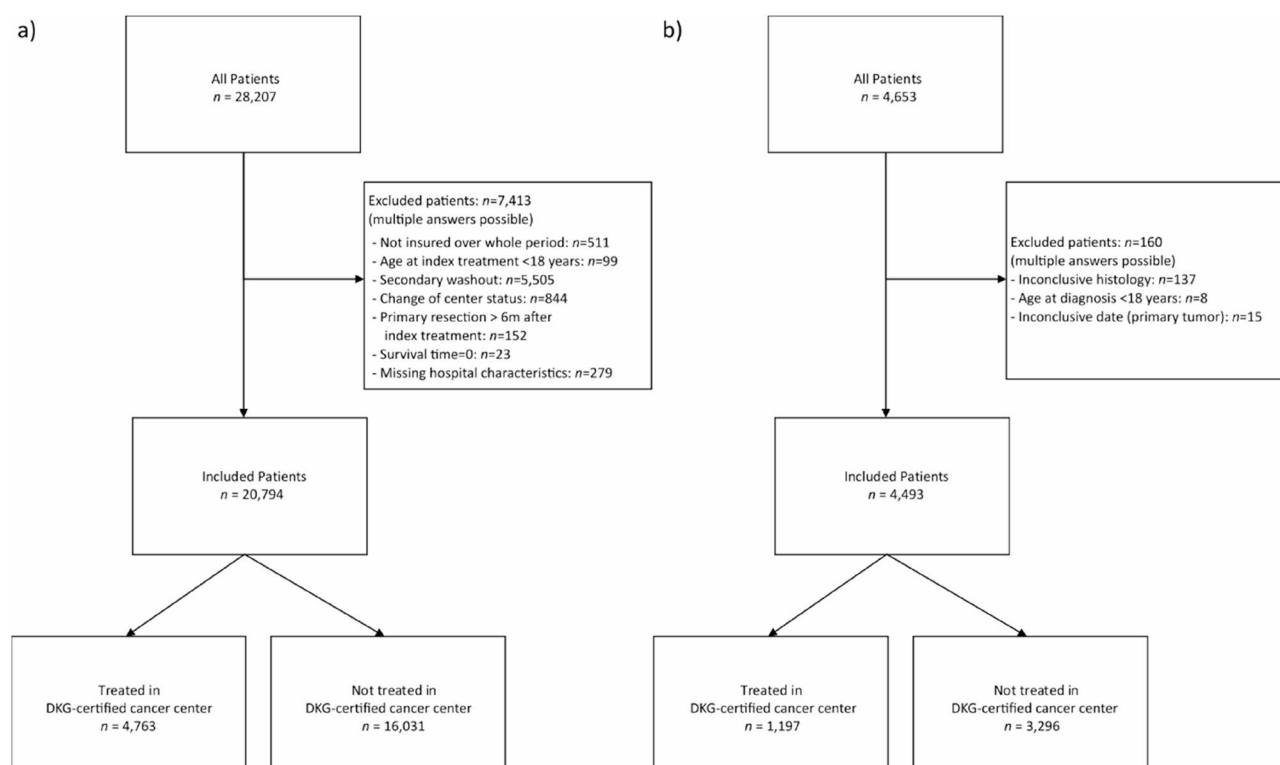 a)
All Patients
n = 28,207
Excluded patients: n=7,413
(multiple answers possible)
- Not insured over whole period: n=511
- Age at index treatment <18 years: n=99
- Secondary washout: n=5,505
- Change of center status: n=844
- Primary resection > 6m after
index treatment: n=152
- Survival time=0: n=23
- Missing hospital characteristics: n=279
Included Patients
n = 20,794
Treated in
DKG-certified cancer center
n = 4,763
Not treated in
DKG-certified cancer center
n = 16,031
b)
All Patients
n = 4,653
Excluded patients: n=160
(multiple answers possible)
- Inconclusive histology: n=137
- Age at diagnosis <18 years: n=8
- Inconclusive date (primary tumor): n=15
Included Patients
n = 4,493
Treated in
DKG-certified cancer center
n = 1,197
Not treated in
DKG-certified cancer center
n = 3,296